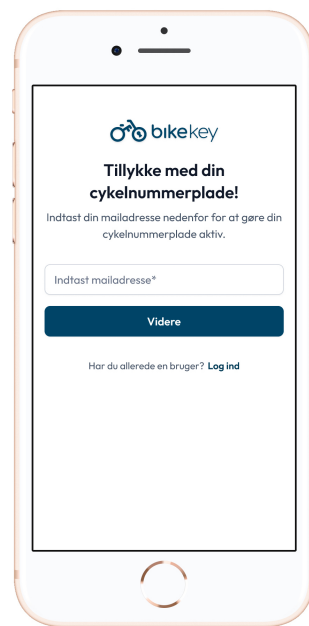 bikekey
Tillykke med din
cykelnummerplade!
Indtast din mailadresse nedenfor for at gøre din
cykelnummerplade aktiv.
Indtast mailadresse*
Videre
Har du allerede en bruger? Log ind